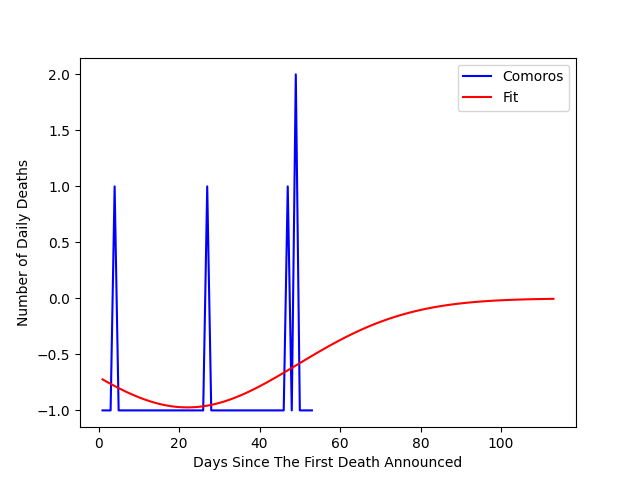 Comoros
Fit
Number of Daily Deaths
2.0
1.5
1.0
0.5
0.0
−0.5
−1.0
0 20 40 60 80 100
Days Since The First Death Announced